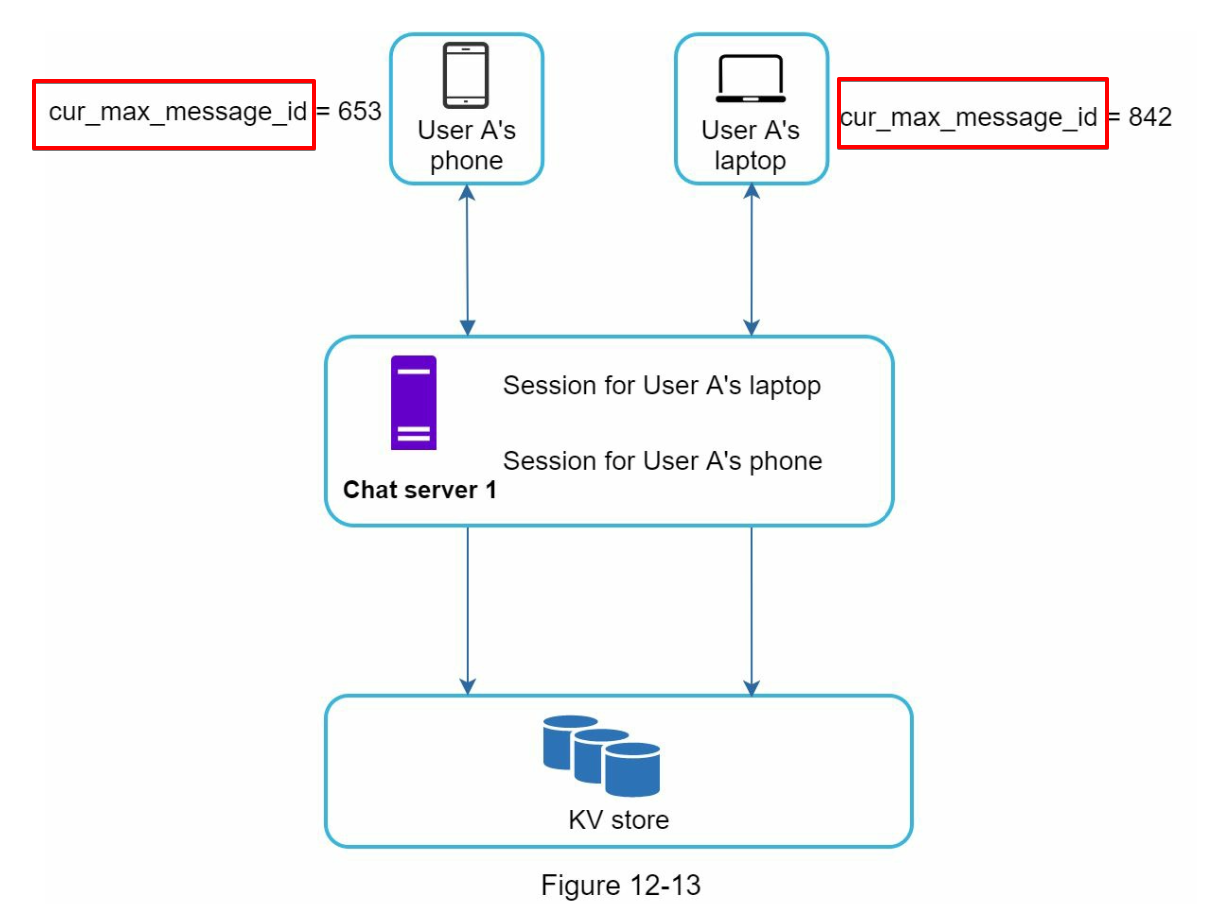 cur_max_message_id = 653
User A's
phone
User A's
laptop
cur_max_message_id = 842
Session for User A's laptop
Session for User A's phone
Chat server 1
KV store
Figure 12-13